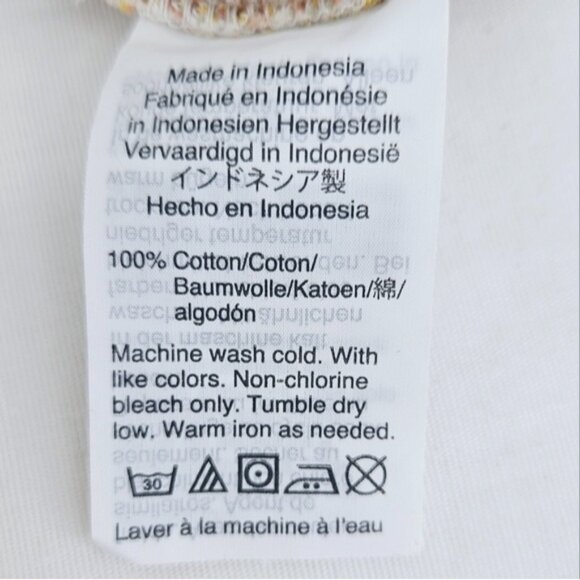 Made in Indonesia
Fabriqué en Indonésie
in Indonesien Hergestellt
Vervaardigd in Indonesië
インドネシア製
Hecho en Indonesia
100% Cotton/Coton/
Baumwolle/Katoen/綿/
algodón
Machine wash cold. With
like colors. Non-chlorine
bleach only. Tumble dry
low. Warm iron as needed.
30
Laver à la machine à l'eau